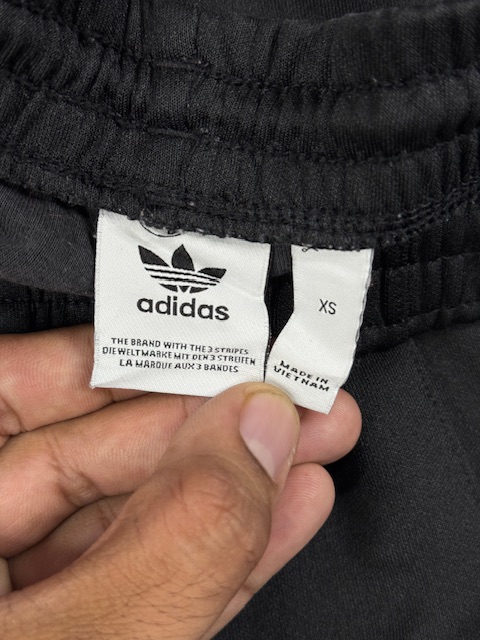 adidas
THE BRAND WITH THE 3 STRIPES
DIE WELTMARKE MIT DEN 3 STREIFEN
LA MARQUE AUX 3 BANDES
XS
MADE IN
VIETNAM